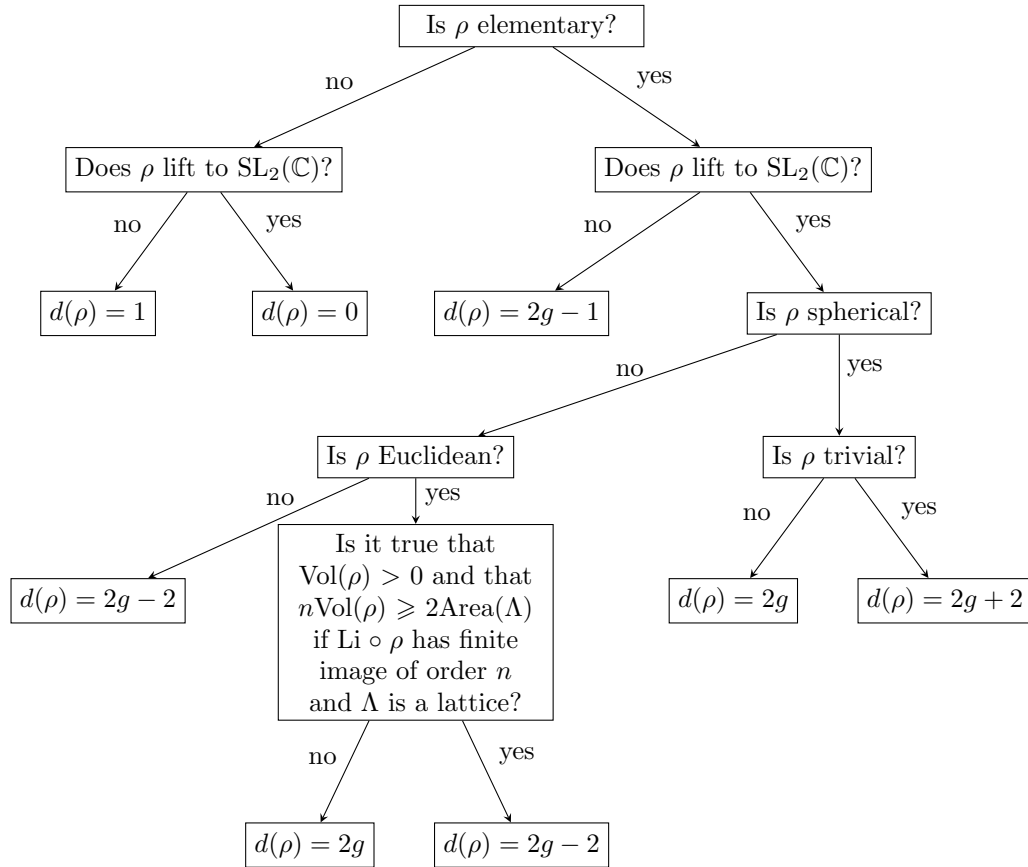 Is ρ elementary?
no
yes
Does ρ lift to SL₂(ℂ)?
Does ρ lift to SL₂(ℂ)?
no
yes
no
yes
d(ρ) = 1
d(ρ) = 0
d(ρ) = 2g − 1
Is ρ spherical?
no
yes
Is ρ Euclidean?
Is ρ trivial?
no
yes
no
yes
Is it true that
Vol(ρ) > 0 and that
nVol(ρ) ⩾ 2Area(Λ)
if Li ∘ ρ has finite
image of order n
and Λ is a lattice?
d(ρ) = 2g − 2
d(ρ) = 2g
d(ρ) = 2g + 2
no
yes
d(ρ) = 2g
d(ρ) = 2g − 2